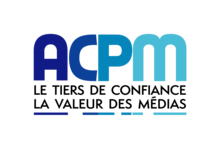 ACPM
LE TIERS DE CONFIANCE
LA VALEUR DES MÉDIAS